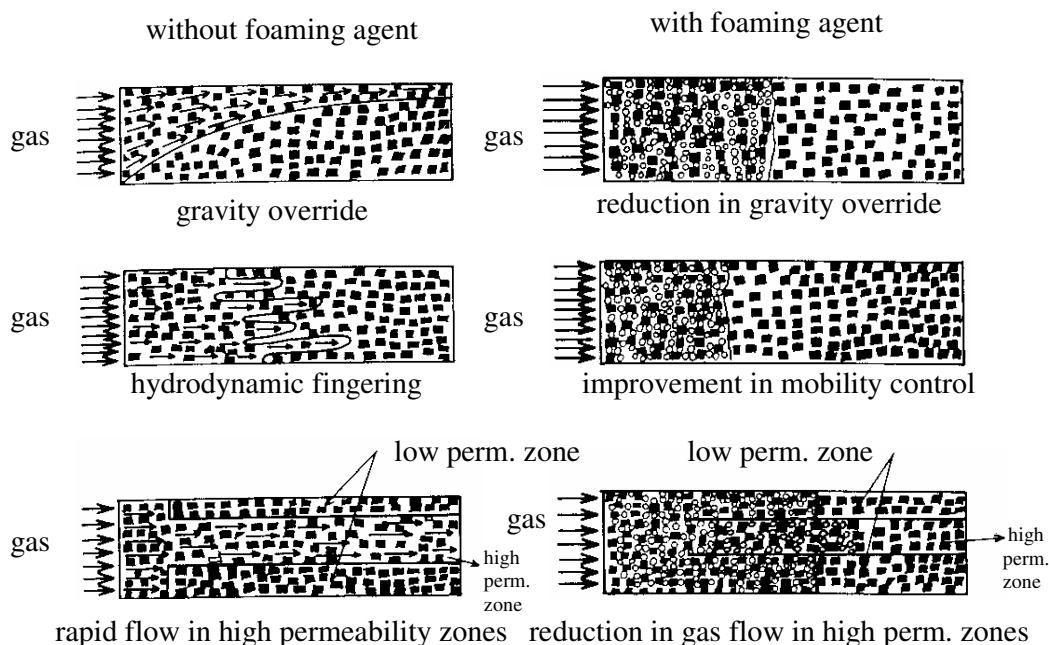 without foaming agent
with foaming agent
gas
gas
gravity override
reduction in gravity override
gas
gas
hydrodynamic fingering
improvement in mobility control
low perm. zone
low perm. zone
gas
gas
high
perm.
zone
high
perm.
zone
rapid flow in high permeability zones
reduction in gas flow in high perm. zones